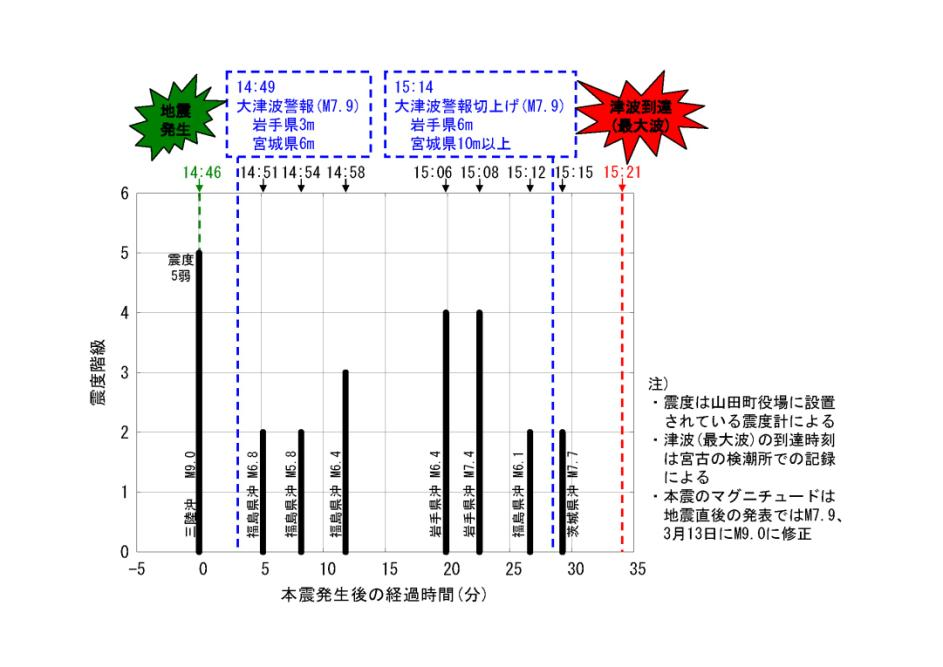 地震
発生
14:49
大津波警報(M7.9)
岩手県3m
宮城県6m
15:14
大津波警報切上げ(M7.9)
岩手県6m
宮城県10m以上
津波到達
(最大波)
14:46
14:51
14:54
14:58
15:06
15:08
15:12
15:15
15:21
6
5
4
3
2
1
0
震度階級
震度
5弱
三陸沖 M9.0
福島県沖 M6.8
福島県沖 M5.8
福島県沖 M6.4
岩手県沖 M6.4
岩手県沖 M7.4
福島県沖 M6.1
茨城県沖 M7.7
-5
0
5
10
15
20
25
30
35
本震発生後の経過時間(分)
注)
・震度は山田町役場に設置
されている震度計による
・津波(最大波)の到達時刻
は宮古の検潮所での記録
による
・本震のマグニチュードは
地震直後の発表ではM7.9、
3月13日にM9.0に修正